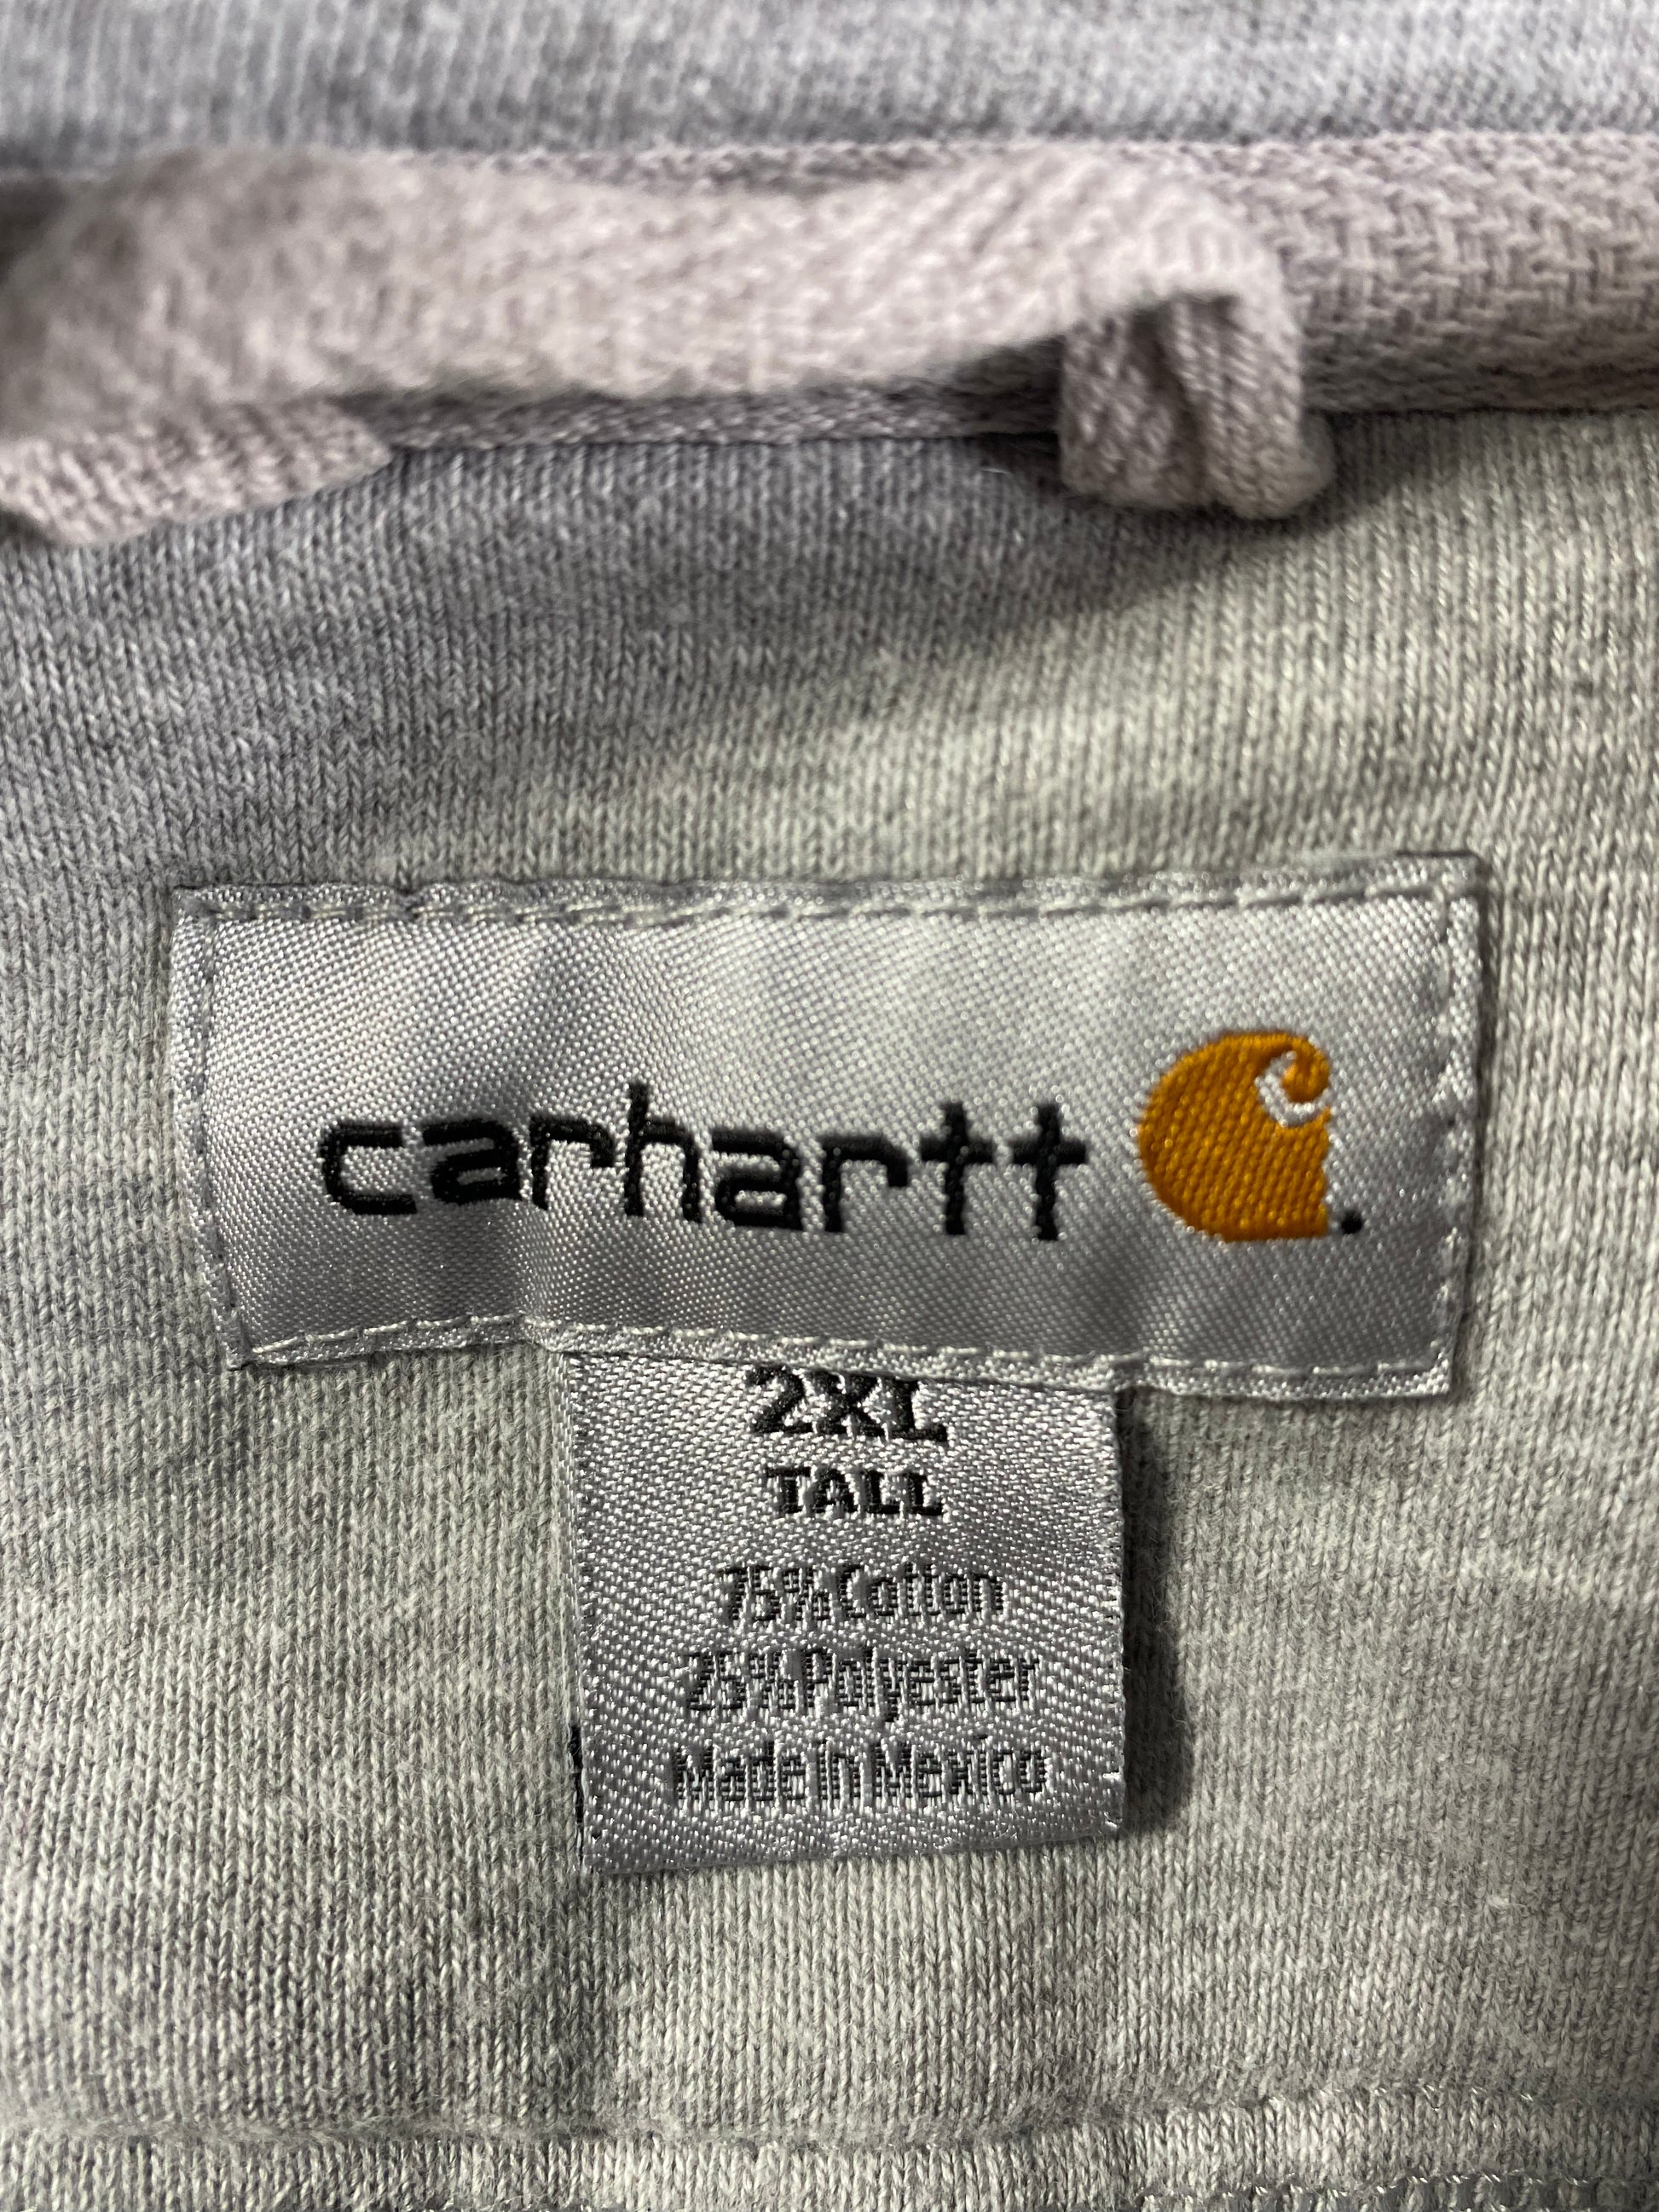 carhartt
2XL
TALL
75% Cotton
25% Polyester
Made in Mexico